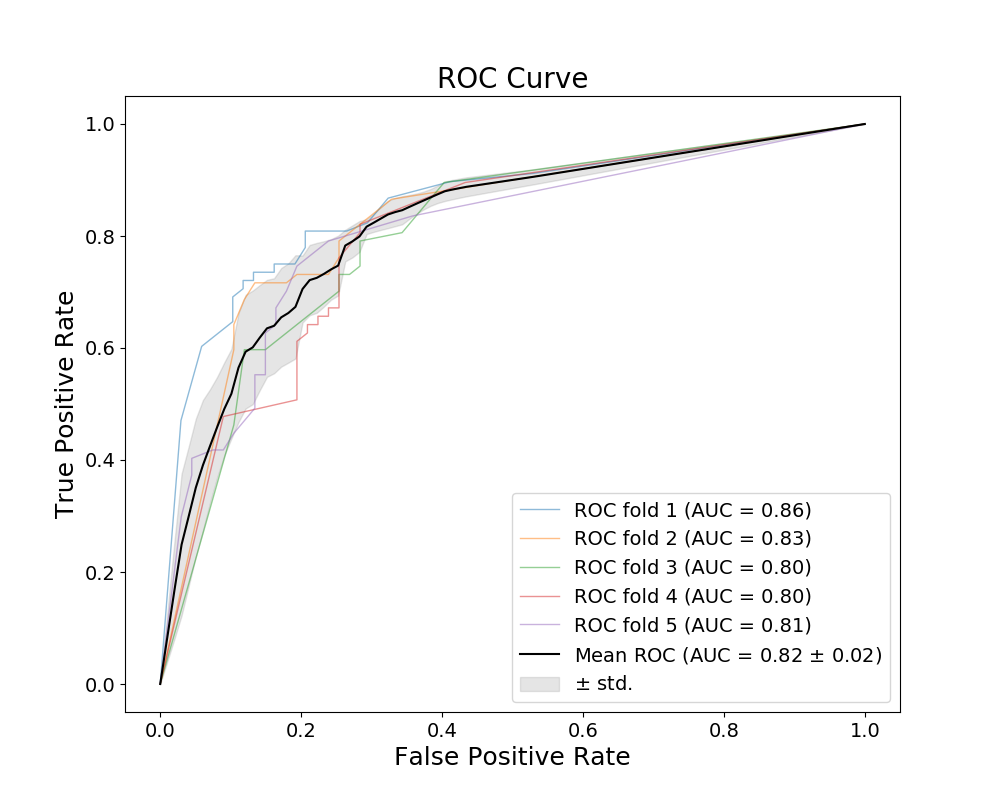 ROC Curve
1.0
0.8
0.6
0.4
0.2
0.0
True Positive Rate
ROC fold 1 (AUC = 0.86)
ROC fold 2 (AUC = 0.83)
ROC fold 3 (AUC = 0.80)
ROC fold 4 (AUC = 0.80)
ROC fold 5 (AUC = 0.81)
Mean ROC (AUC = 0.82 ± 0.02)
± std.
0.0 0.2 0.4 0.6 0.8 1.0
False Positive Rate